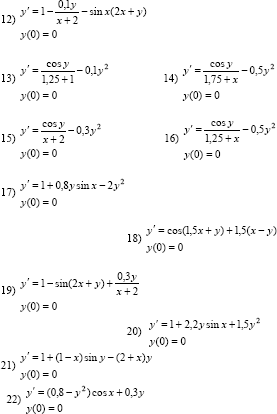 12) y' = 1 - 0,1y/(x+2) - sin x(2x+y)
y(0) = 0
13) y' = cos y/(1,25+1) - 0,1y²
y(0) = 0
14) y' = cos y/(1,75+x) - 0,5y²
y(0) = 0
15) y' = cos y/(x+2) - 0,3y²
y(0) = 0
16) y' = cos y/(1,25+x) - 0,5y²
y(0) = 0
17) y' = 1+0,8y sin x - 2y²
y(0) = 0
18) y' = cos(1,5x+y)+1,5(x-y)
y(0) = 0
19) y' = 1 - sin(2x+y) + 0,3y/(x+2)
y(0) = 0
20) y' = 1+2,2y sin x+1,5y²
y(0) = 0
21) y' = 1+(1-x)sin y-(2+x)y
y(0) = 0
22) y' = (0,8-y²)cos x+0,3y
y(0) = 0